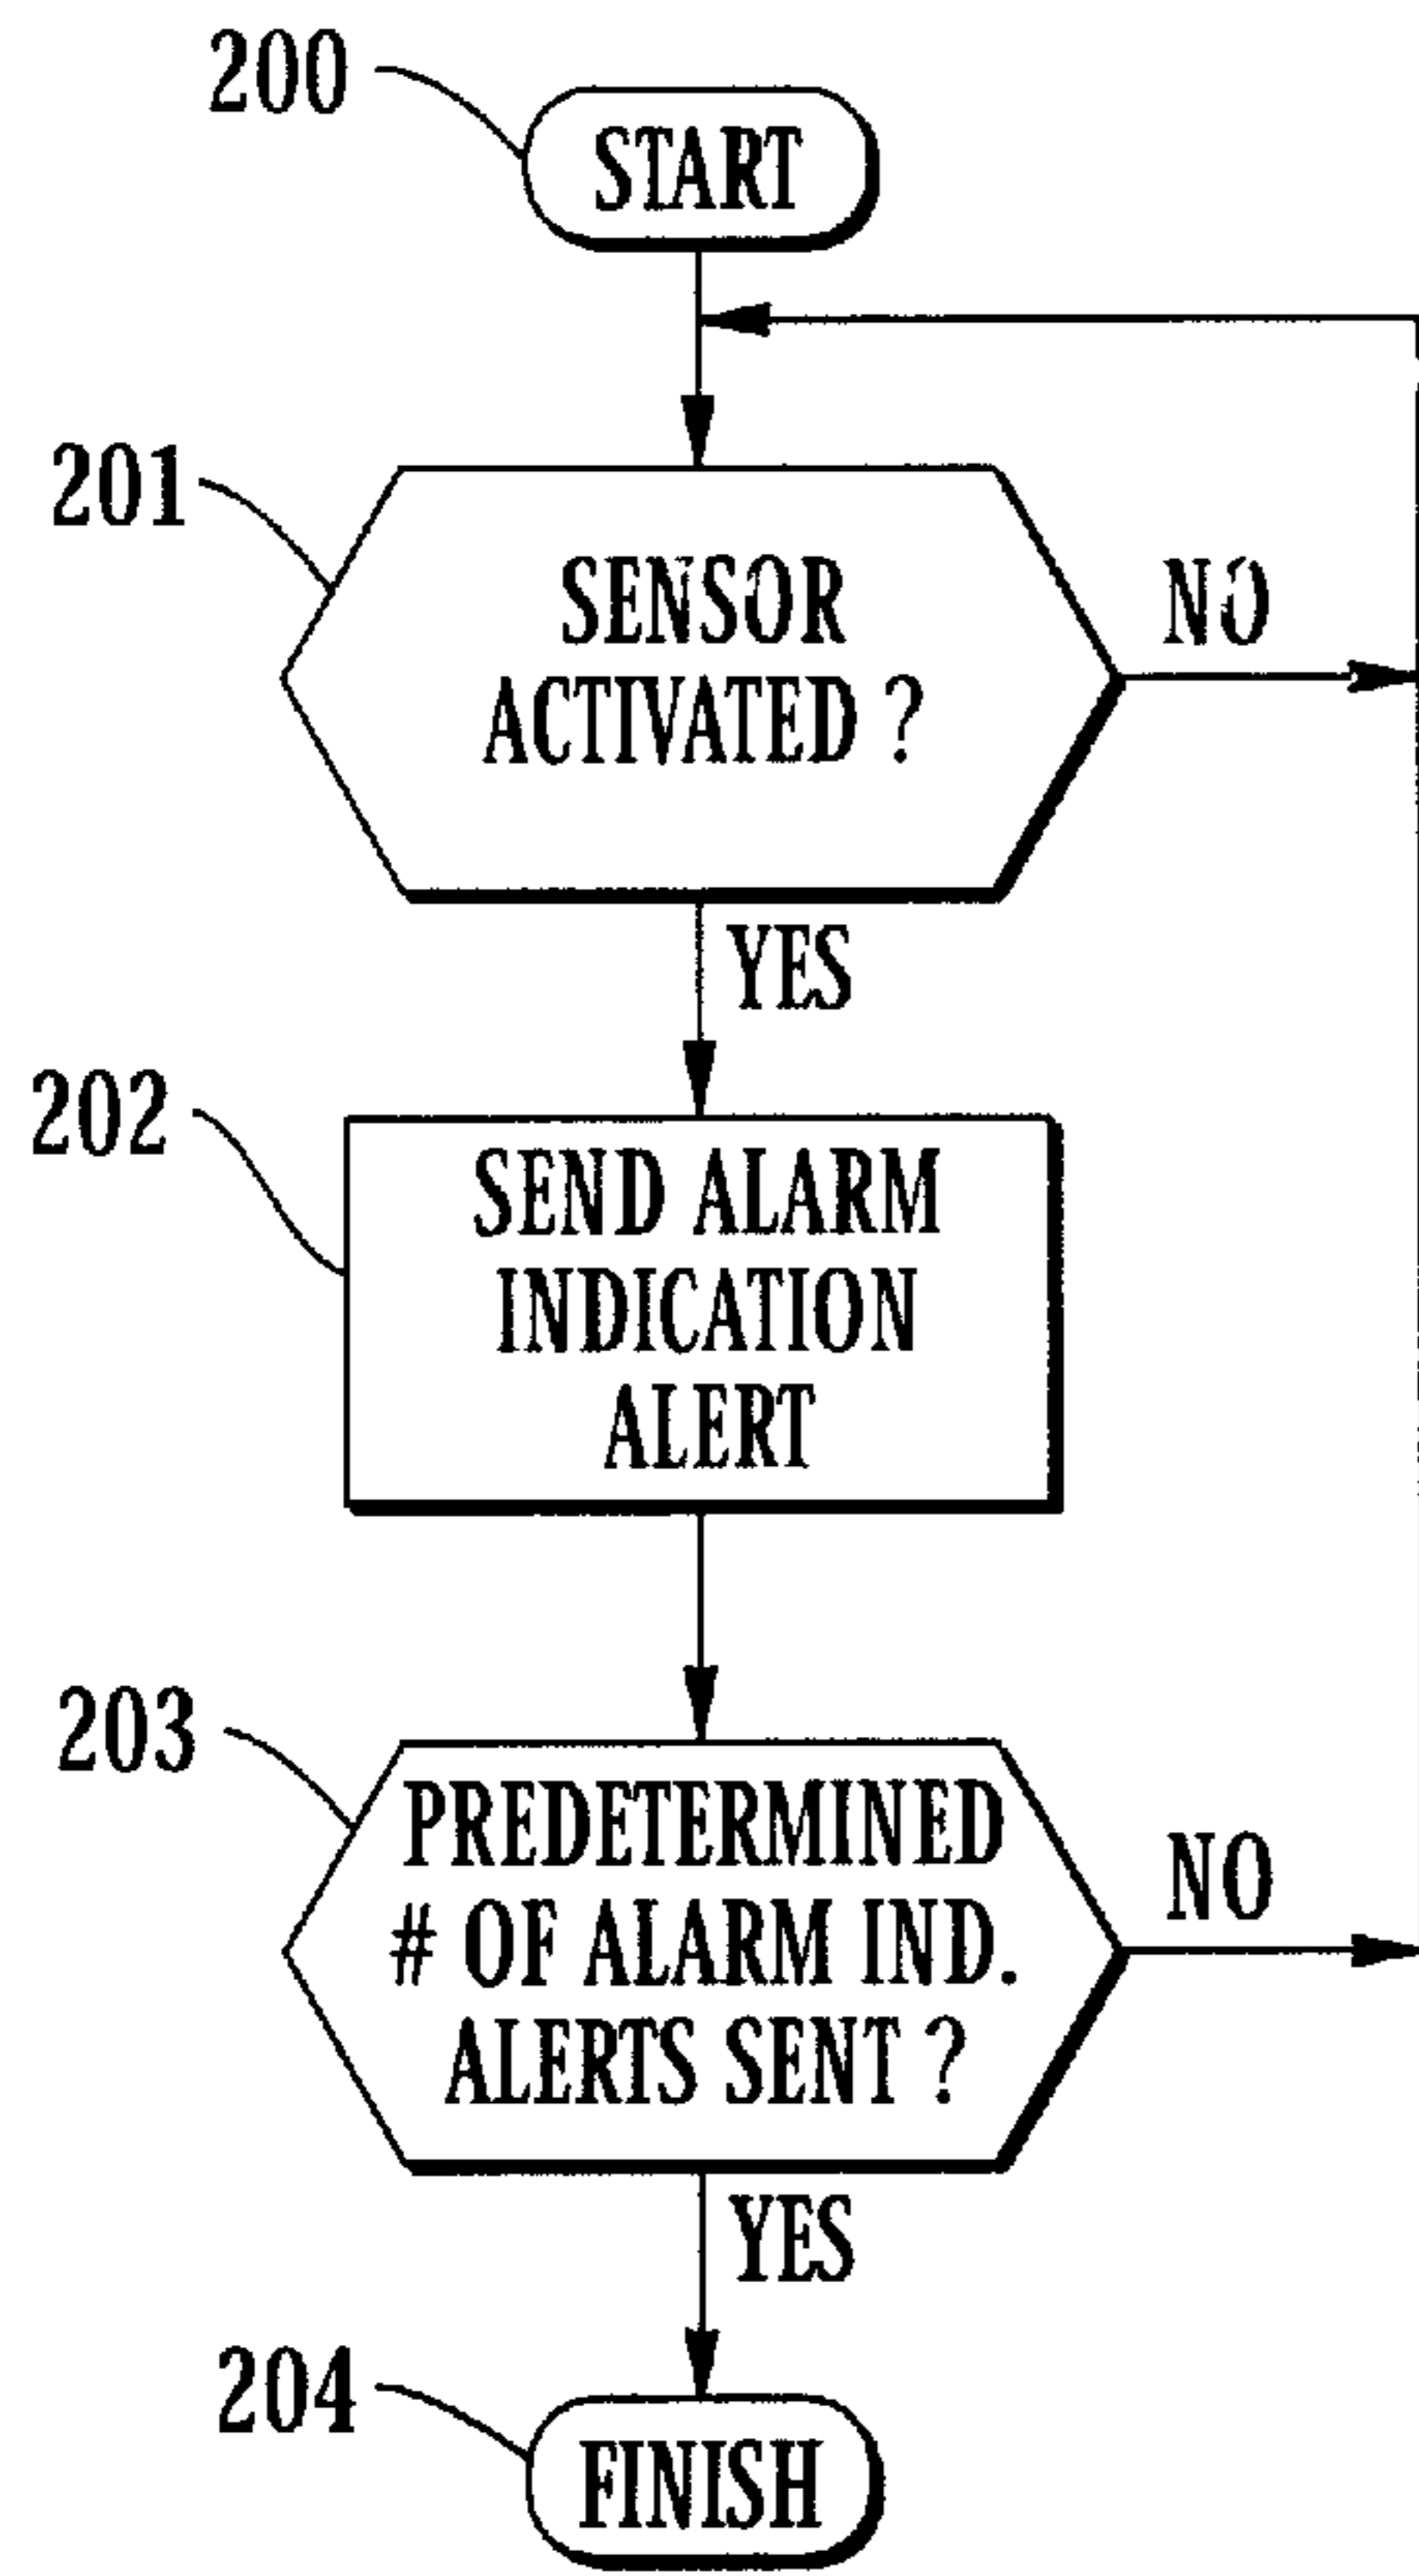 200
START
201
SENSOR
ACTIVATED ?
NO
YES
202
SEND ALARM
INDICATION
ALERT
203
PREDETERMINED
# OF ALARM IND.
ALERTS SENT ?
NO
YES
204
FINISH